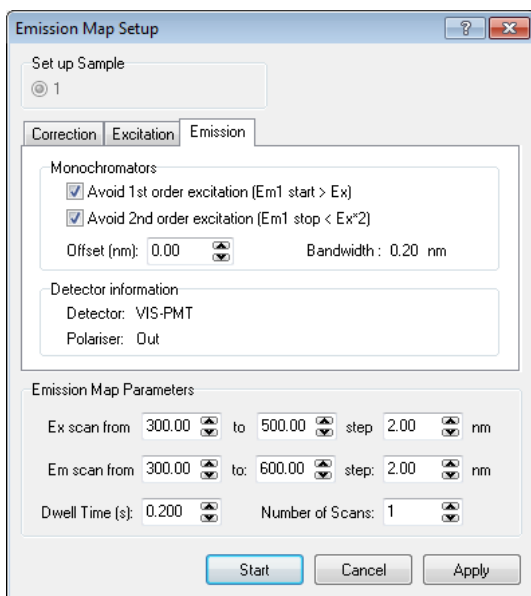 Emission Map Setup
Set up Sample
1
Correction Excitation Emission
Monochromators
Avoid 1st order excitation (Em1 start > Ex)
Avoid 2nd order excitation (Em1 stop < Ex*2)
Offset (nm): 0.00 Bandwidth : 0.20 nm
Detector information
Detector: VIS-PMT
Polariser: Out
Emission Map Parameters
Ex scan from 300.00 to 500.00 step 2.00 nm
Em scan from 300.00 to: 600.00 step: 2.00 nm
Dwell Time (s): 0.200 Number of Scans: 1
Start Cancel Apply